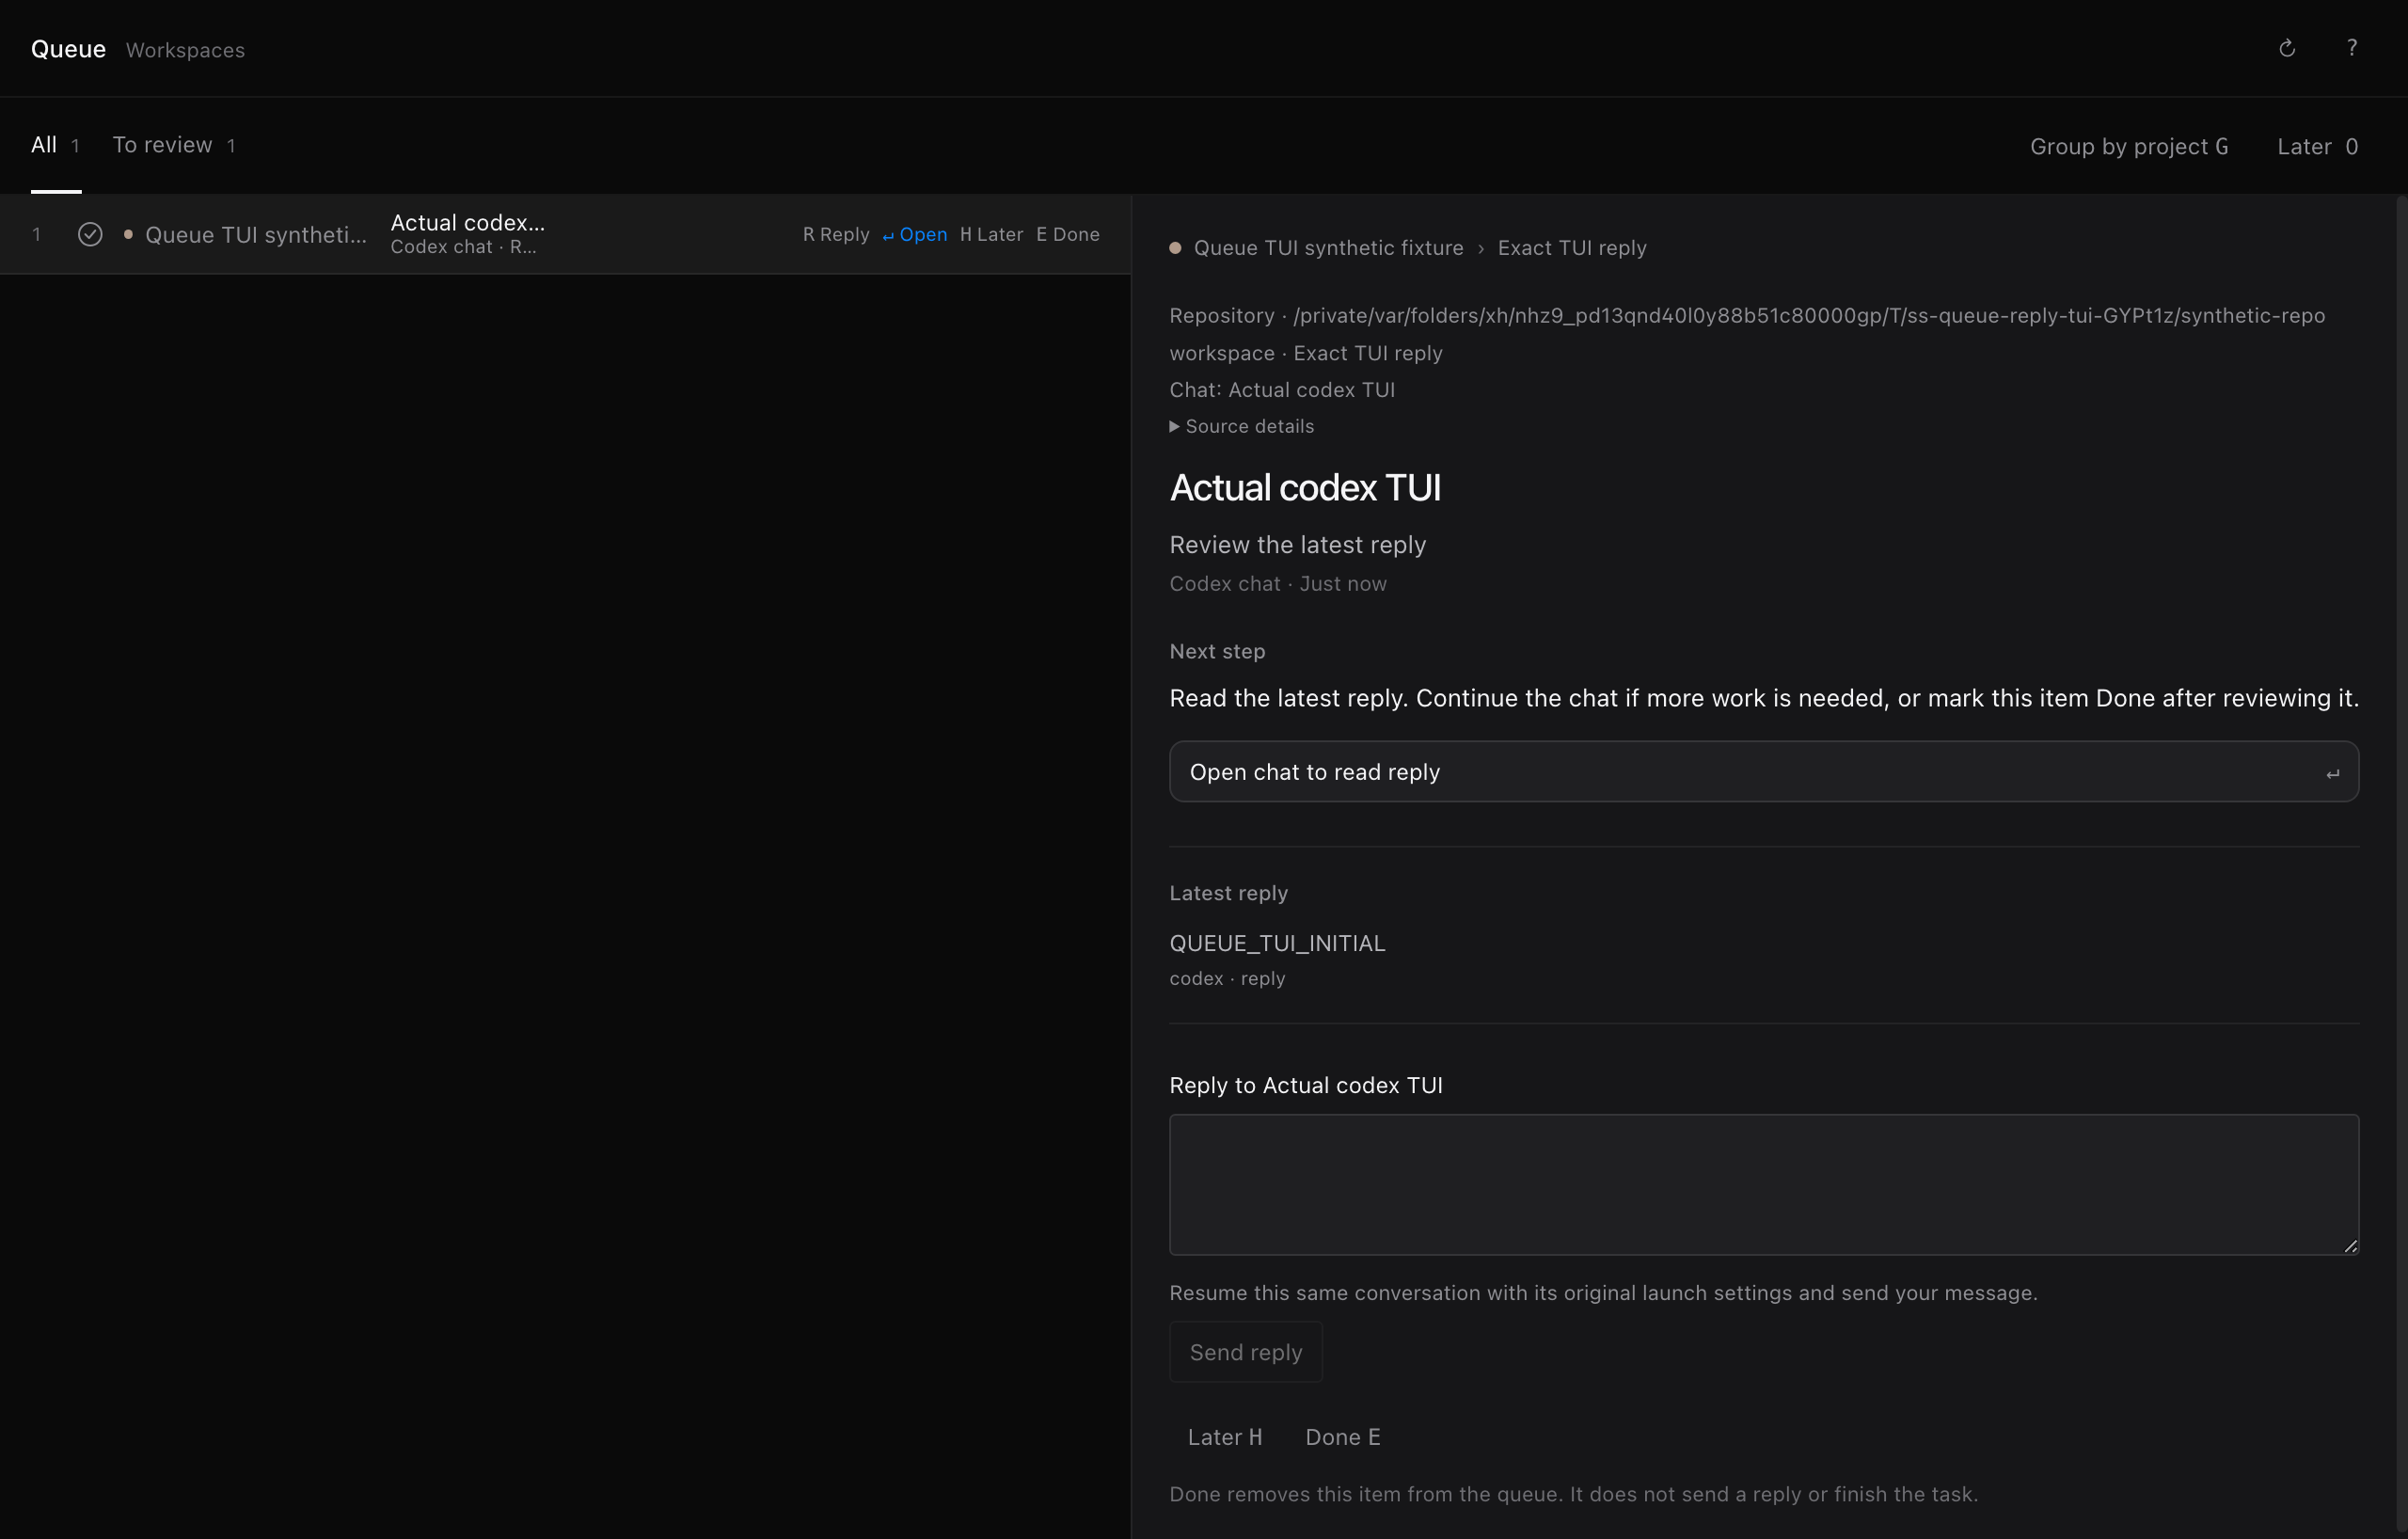 Queue Workspaces ?
All 1 To review 1 Group by project G Later 0
1 Queue TUI syntheti... Actual codex... R Reply ↵ Open H Later E Done
Codex chat · R...
Queue TUI synthetic fixture › Exact TUI reply
Repository · /private/var/folders/xh/nhz9_pd13qnd40l0y88b51c80000gp/T/ss-queue-reply-tui-GYPt1z/synthetic-repo
workspace · Exact TUI reply
Chat: Actual codex TUI
Source details
Actual codex TUI
Review the latest reply
Codex chat · Just now
Next step
Read the latest reply. Continue the chat if more work is needed, or mark this item Done after reviewing it.
Open chat to read reply ↵
Latest reply
QUEUE_TUI_INITIAL
codex · reply
Reply to Actual codex TUI
Resume this same conversation with its original launch settings and send your message.
Send reply
Later H Done E
Done removes this item from the queue. It does not send a reply or finish the task.